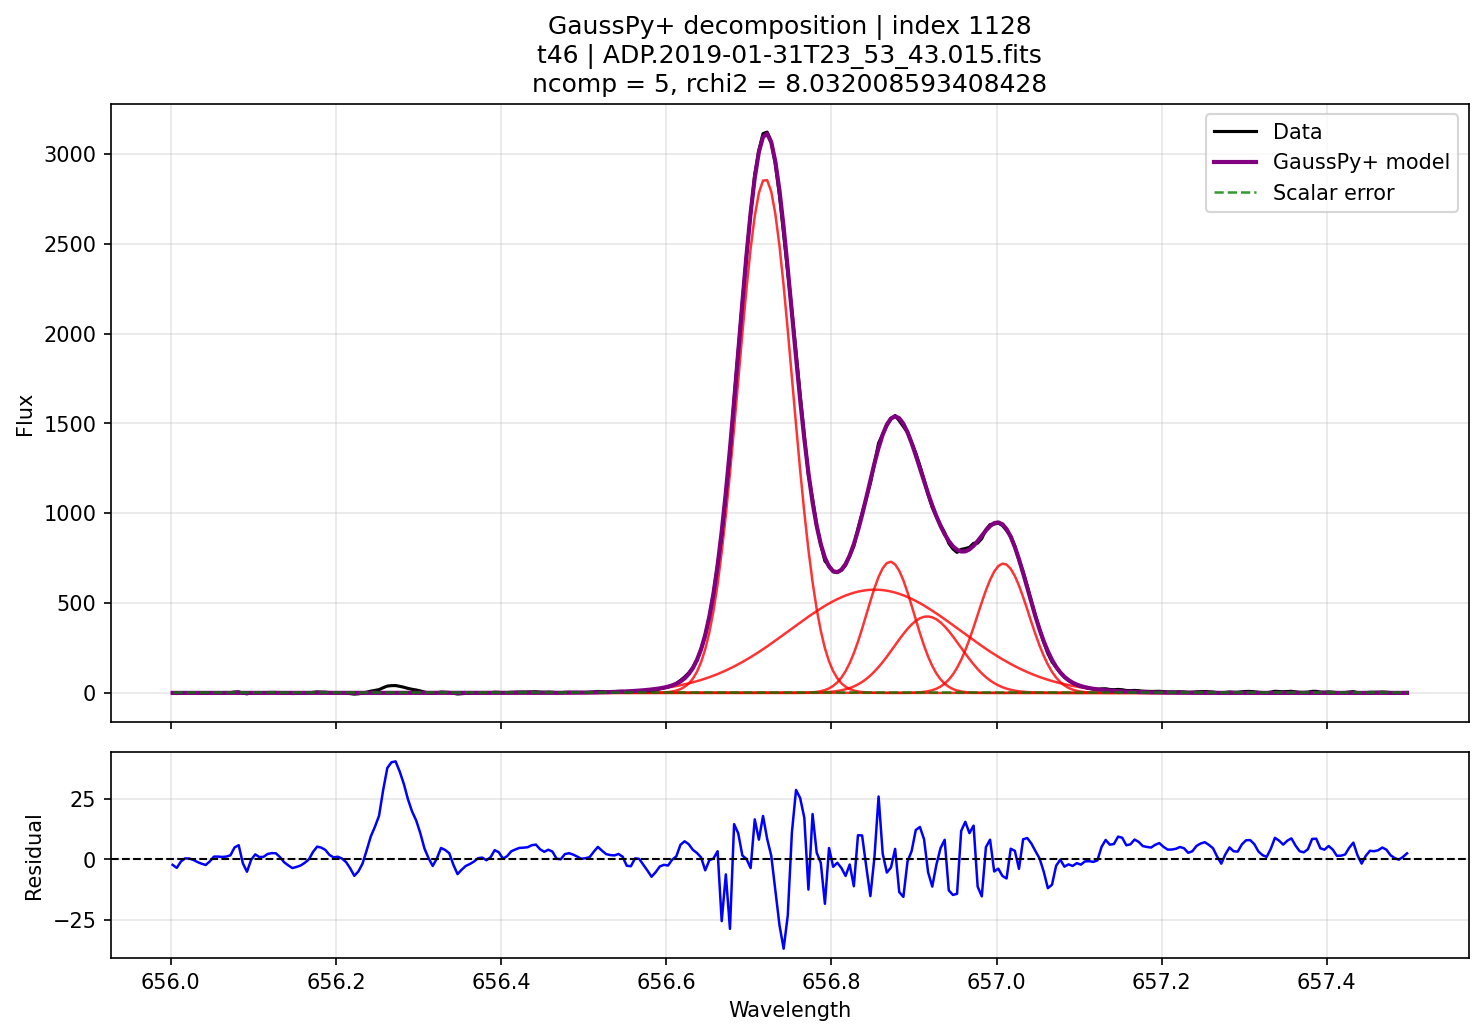 GaussPy+ decomposition | index 1128
t46 | ADP.2019-01-31T23_53_43.015.fits
ncomp = 5, rchi2 = 8.032008593408428
Data
GaussPy+ model
Scalar error
Flux
3000
2500
2000
1500
1000
500
0
Residual
25
0
−25
656.0 656.2 656.4 656.6 656.8 657.0 657.2 657.4
Wavelength